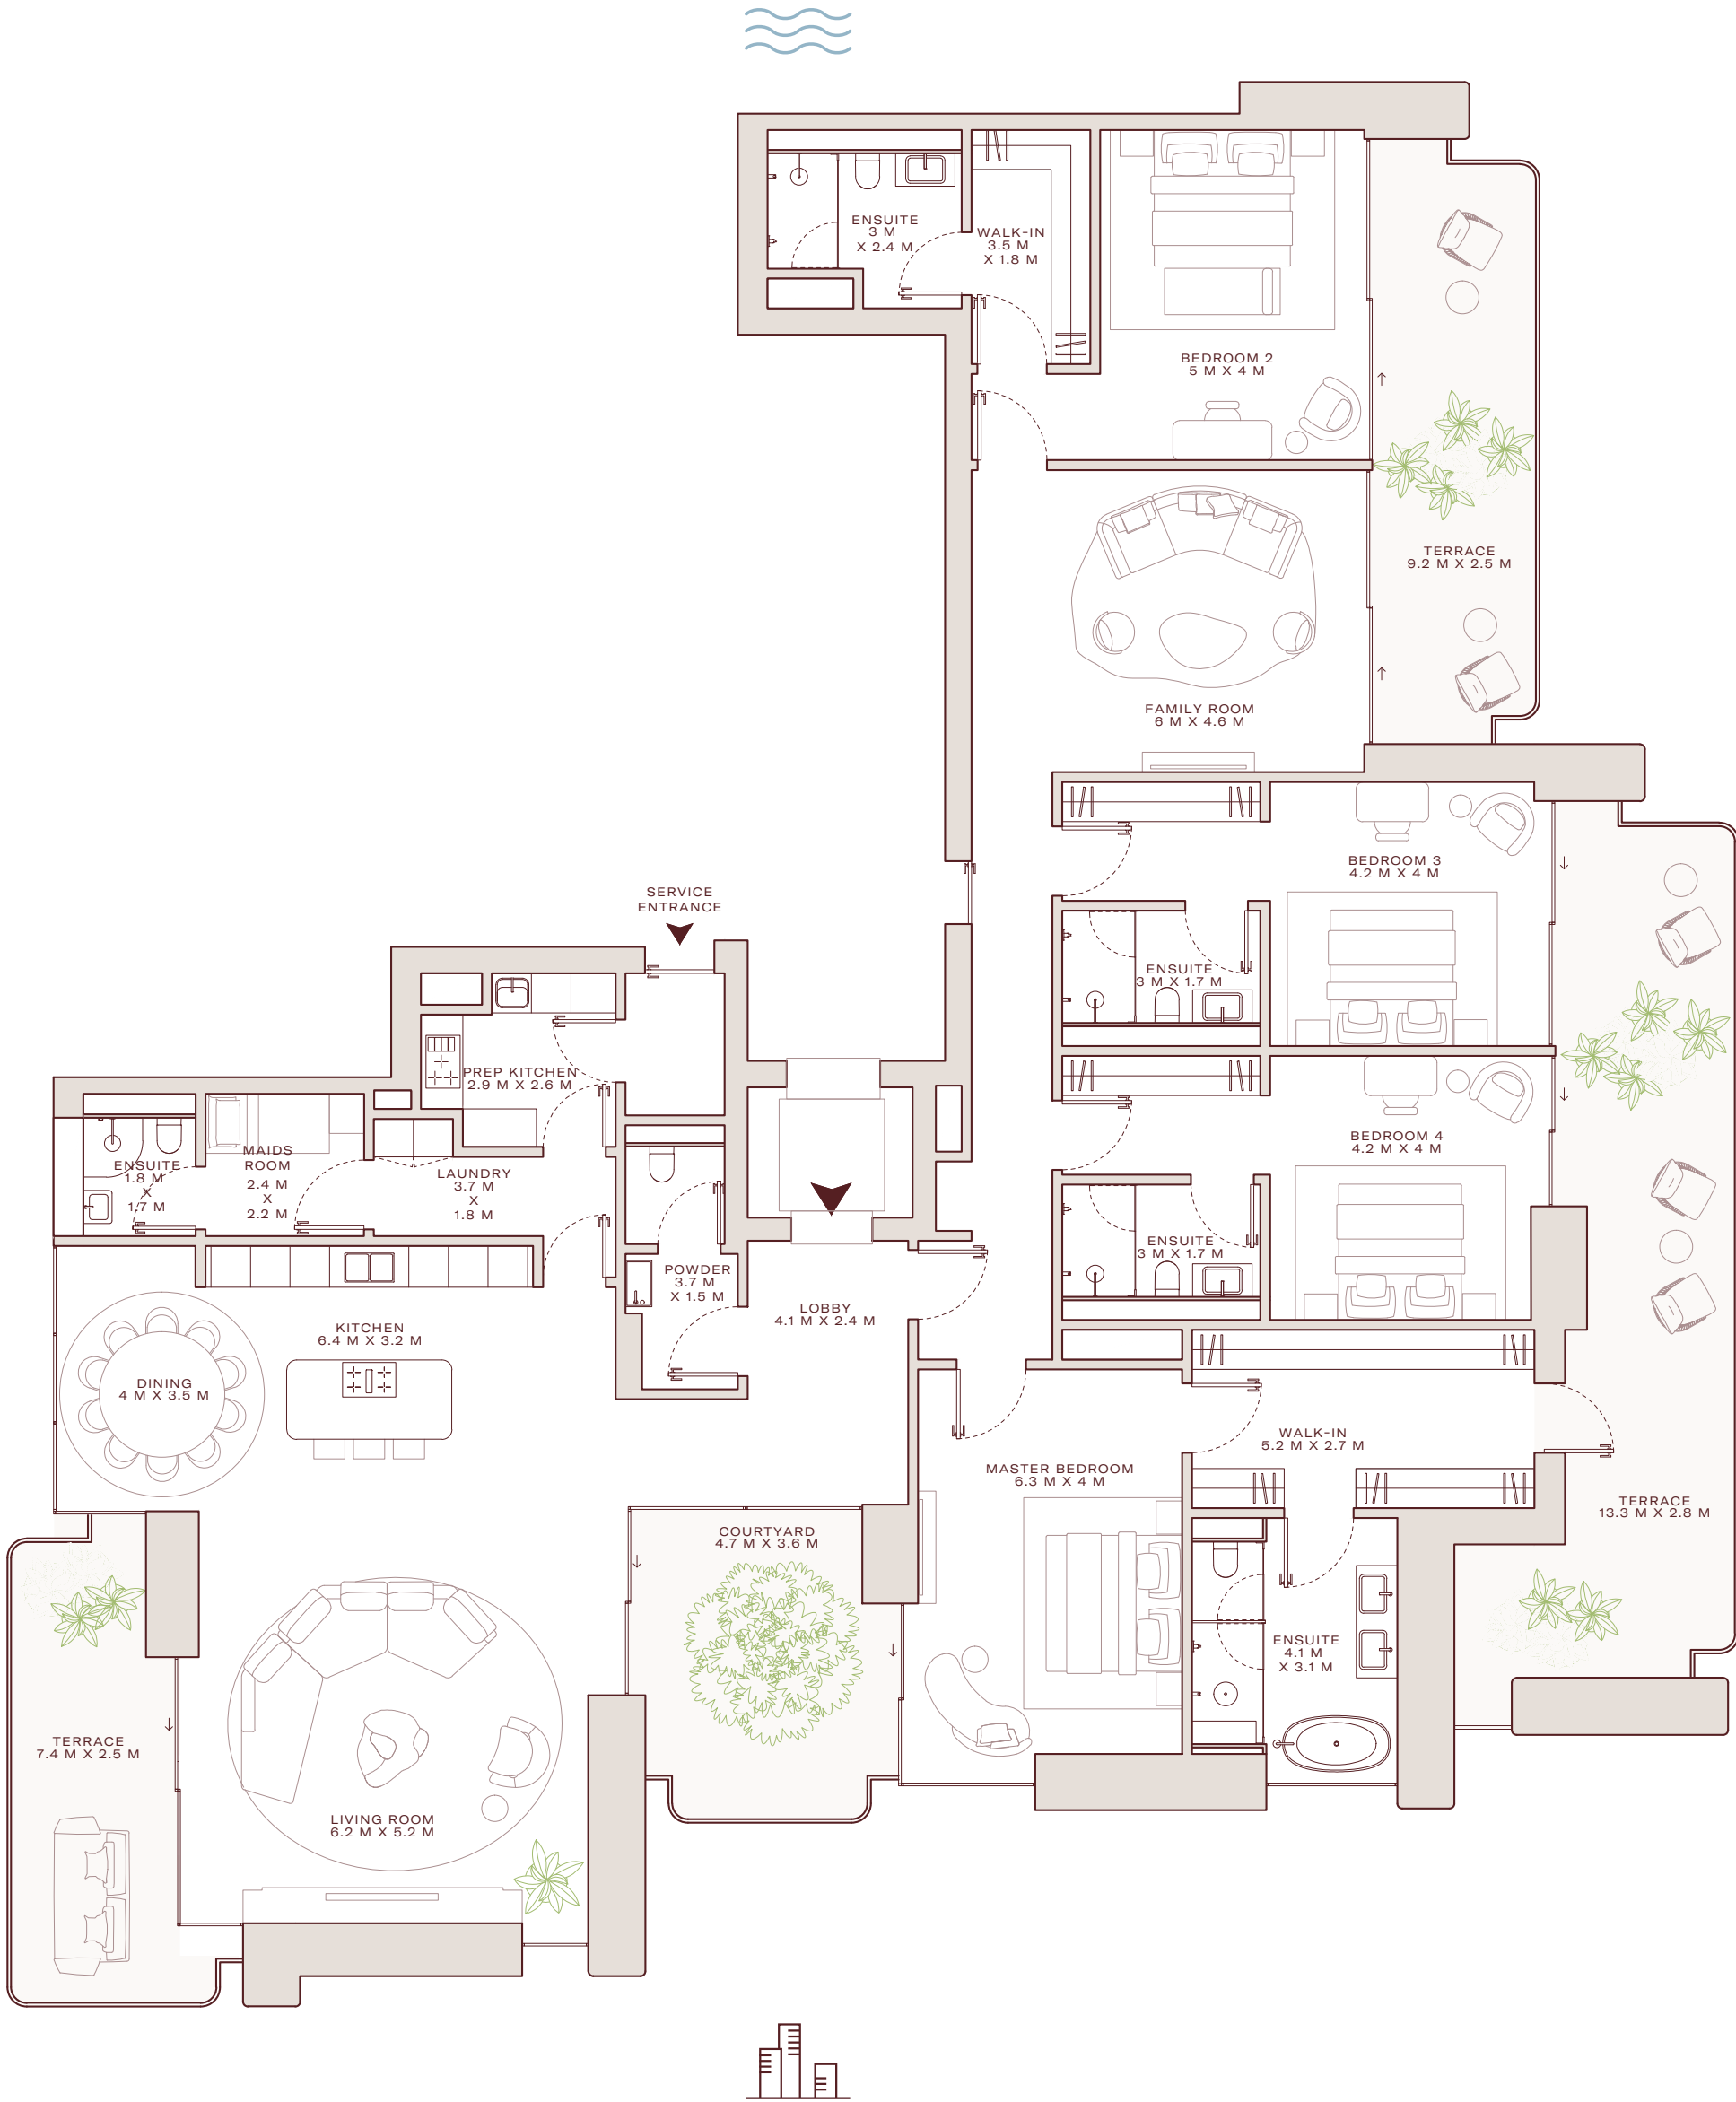 ENSUITE
3 M
X 2.4 M
WALK-IN
3.5 M
X 1.8 M
BEDROOM 2
5 M X 4 M
TERRACE
9.2 M X 2.5 M
FAMILY ROOM
6 M X 4.6 M
BEDROOM 3
4.2 M X 4 M
SERVICE
ENTRANCE
ENSUITE
3 M X 1.7 M
PREP KITCHEN
2.9 M X 2.6 M
BEDROOM 4
4.2 M X 4 M
ENSUITE
1.8 M
X
1.7 M
MAIDS
ROOM
2.4 M
X
2.2 M
LAUNDRY
3.7 M
X
1.8 M
ENSUITE
3 M X 1.7 M
POWDER
3.7 M
X 1.5 M
LOBBY
4.1 M X 2.4 M
KITCHEN
6.4 M X 3.2 M
DINING
4 M X 3.5 M
WALK-IN
5.2 M X 2.7 M
MASTER BEDROOM
6.3 M X 4 M
TERRACE
13.3 M X 2.8 M
COURTYARD
4.7 M X 3.6 M
ENSUITE
4.1 M
X 3.1 M
TERRACE
7.4 M X 2.5 M
LIVING ROOM
6.2 M X 5.2 M